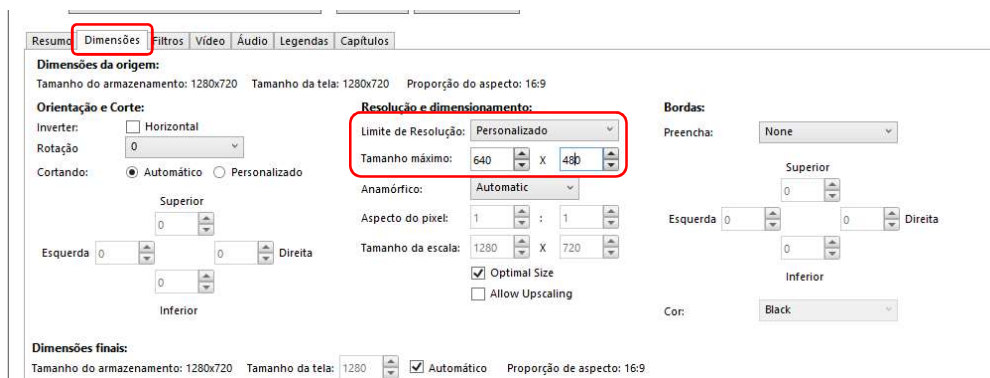 Resumo Dimensões Filtros Vídeo Áudio Legendas Capítulos
Dimensões da origem:
Tamanho do armazenamento: 1280x720 Tamanho da tela: 1280x720 Proporção do aspecto: 16:9
Orientação e Corte:
Inverter: Horizontal
Rotação 0
Cortando: Automático Personalizado
Superior
0
Esquerda 0 0 Direita
0
Inferior
Resolução e dimensionamento:
Limite de Resolução: Personalizado
Tamanho máximo: 640 X 480
Anamórfico: Automatic
Aspecto do pixel: 1 : 1
Tamanho da escala: 1280 X 720
Optimal Size
Allow Upscaling
Bordas:
Preencha: None
Superior
0
Esquerda 0 0 Direita
0
Inferior
Cor: Black
Dimensões finais:
Tamanho do armazenamento: 1280x720 Tamanho da tela: 1280 Automático Proporção de aspecto: 16:9